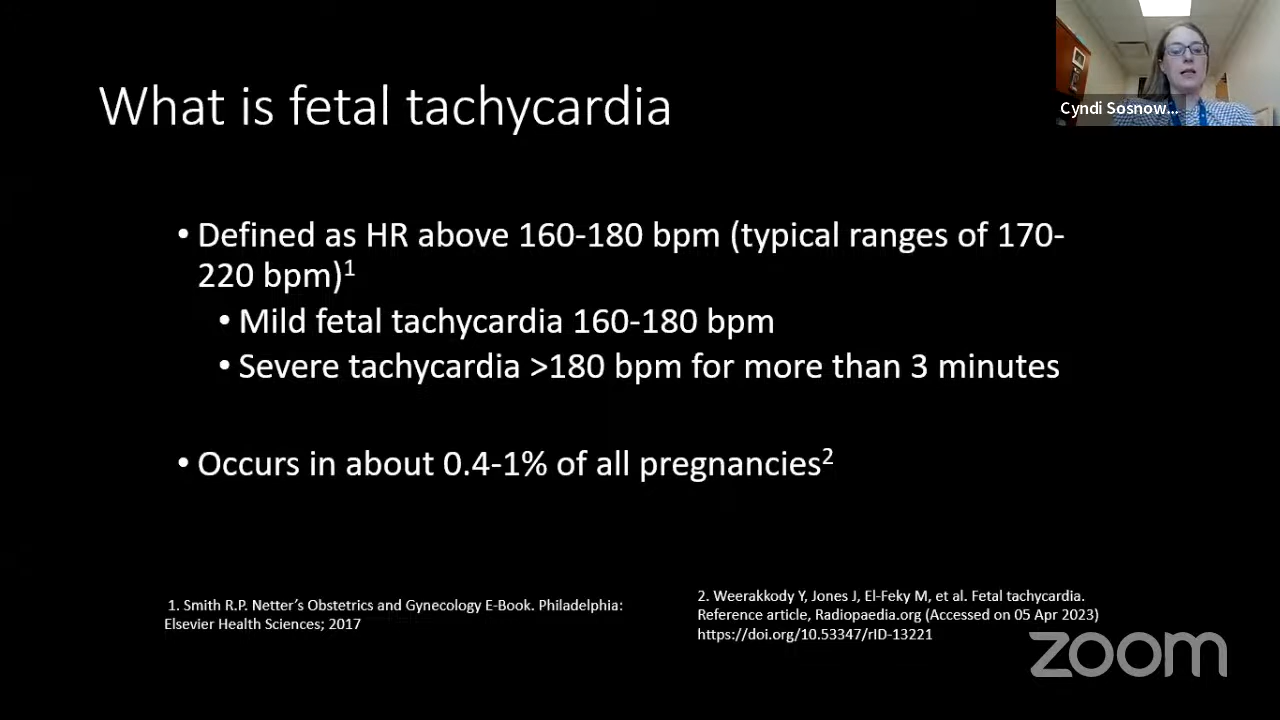 What is fetal tachycardia
Cyndi Sosnow...
• Defined as HR above 160-180 bpm (typical ranges of 170-
220 bpm)1
• Mild fetal tachycardia 160-180 bpm
• Severe tachycardia >180 bpm for more than 3 minutes
• Occurs in about 0.4-1% of all pregnancies2
1. Smith R.P. Netter’s Obstetrics and Gynecology E-Book. Philadelphia:
Elsevier Health Sciences; 2017
2. Weerakkody Y, Jones J, El-Feky M, et al. Fetal tachycardia.
Reference article, Radiopaedia.org (Accessed on 05 Apr 2023)
https://doi.org/10.53347/rID-13221
zoom